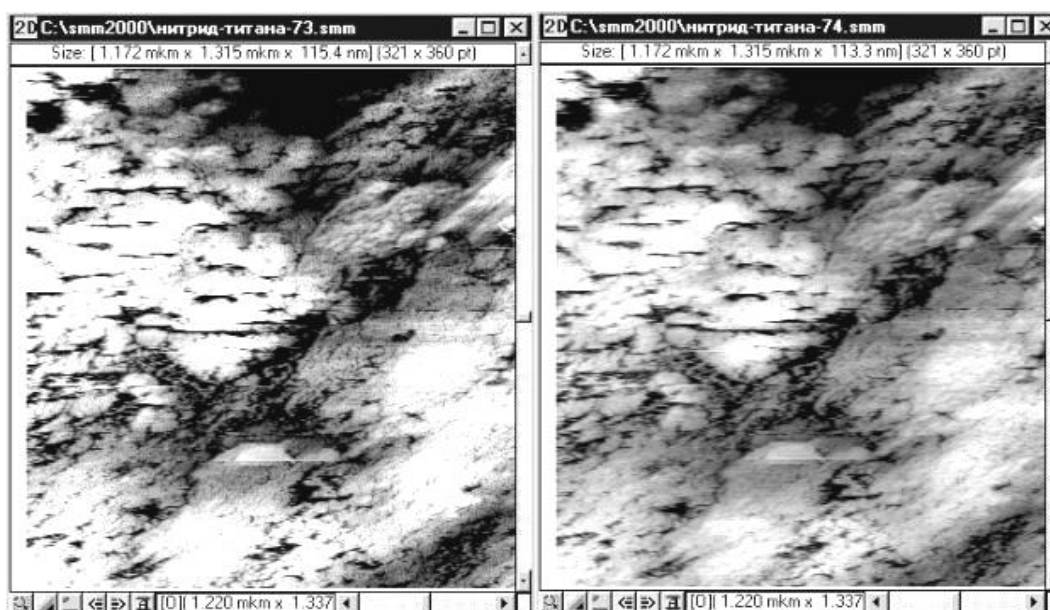 2D C:\smm2000\нитрид-титана-73.smm
Size: [ 1.172 mkm x 1.315 mkm x 115.4 nm] (321 x 360 pt)
[0][ 1.220 mkm x 1.337
2D C:\smm2000\нитрид-титана-74.smm
Size: [ 1.172 mkm x 1.315 mkm x 113.3 nm] (321 x 360 pt)
[0][ 1.220 mkm x 1.337